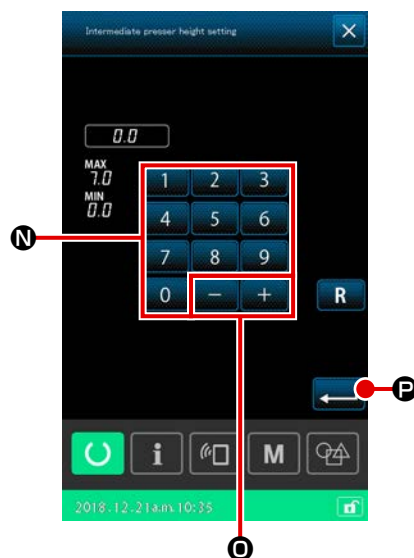 Intermediate presser height setting
0.0
MAX
7.0
MIN
0.0
1 2 3
4 5 6
7 8 9
0 − +
R
N
P
i M
2018.12.21a.m.10:35
O